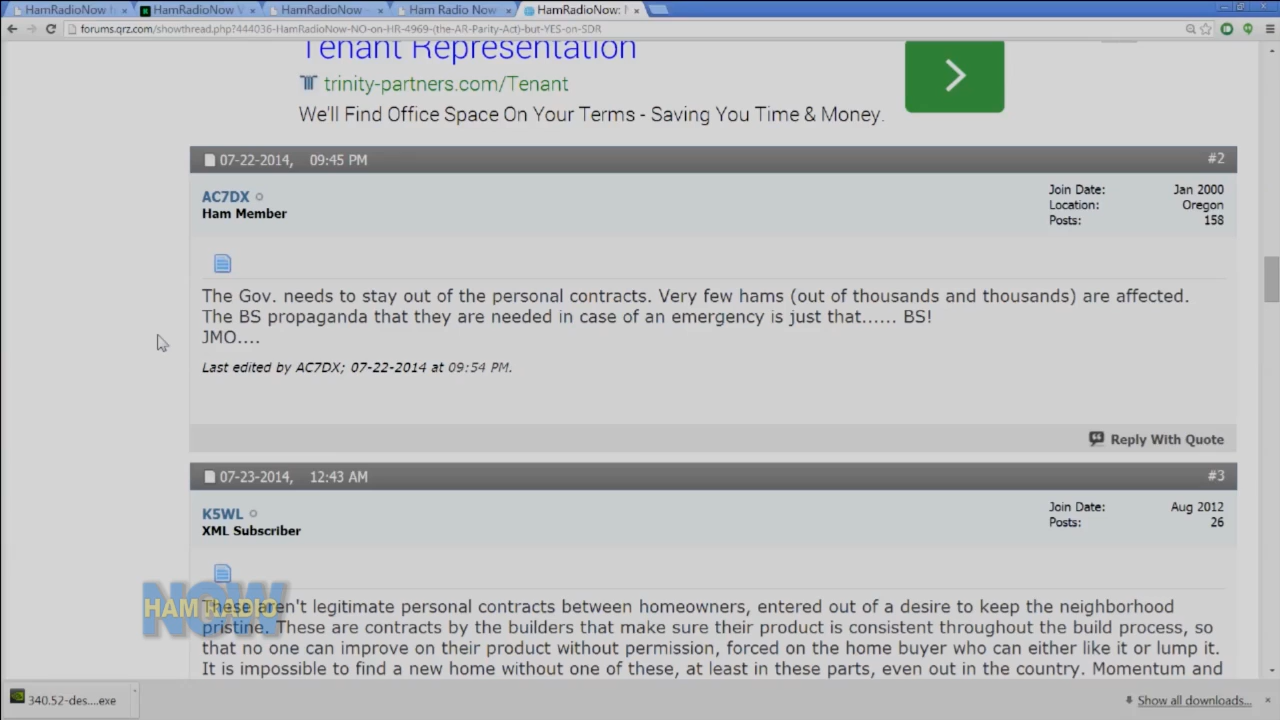 HamRadioNow f
HamRadioNow V
HamRadioNow -
Ham Radio Now
HamRadioNow: N
forums.qrz.com/showthread.php?444036-HamRadioNow-NO-on-HR-4969-(the-AR-Parity-Act)-but-YES-on-SDR
Tenant Representation
trinity-partners.com/Tenant
We'll Find Office Space On Your Terms - Saving You Time & Money.
07-22-2014, 09:45 PM #2
AC7DX
Ham Member
Join Date: Jan 2000
Location: Oregon
Posts: 158
The Gov. needs to stay out of the personal contracts. Very few hams (out of thousands and thousands) are affected.
The BS propaganda that they are needed in case of an emergency is just that...... BS!
JMO....
Last edited by AC7DX; 07-22-2014 at 09:54 PM.
Reply With Quote
07-23-2014, 12:43 AM #3
K5WL
XML Subscriber
Join Date: Aug 2012
Posts: 26
These aren't legitimate personal contracts between homeowners, entered out of a desire to keep the neighborhood
pristine. These are contracts by the builders that make sure their product is consistent throughout the build process, so
that no one can improve on their product without permission, forced on the home buyer who can either like it or lump it.
It is impossible to find a new home without one of these, at least in these parts, even out in the country. Momentum and
NOW
HAM RADIO
340.52-des....exe
Show all downloads...